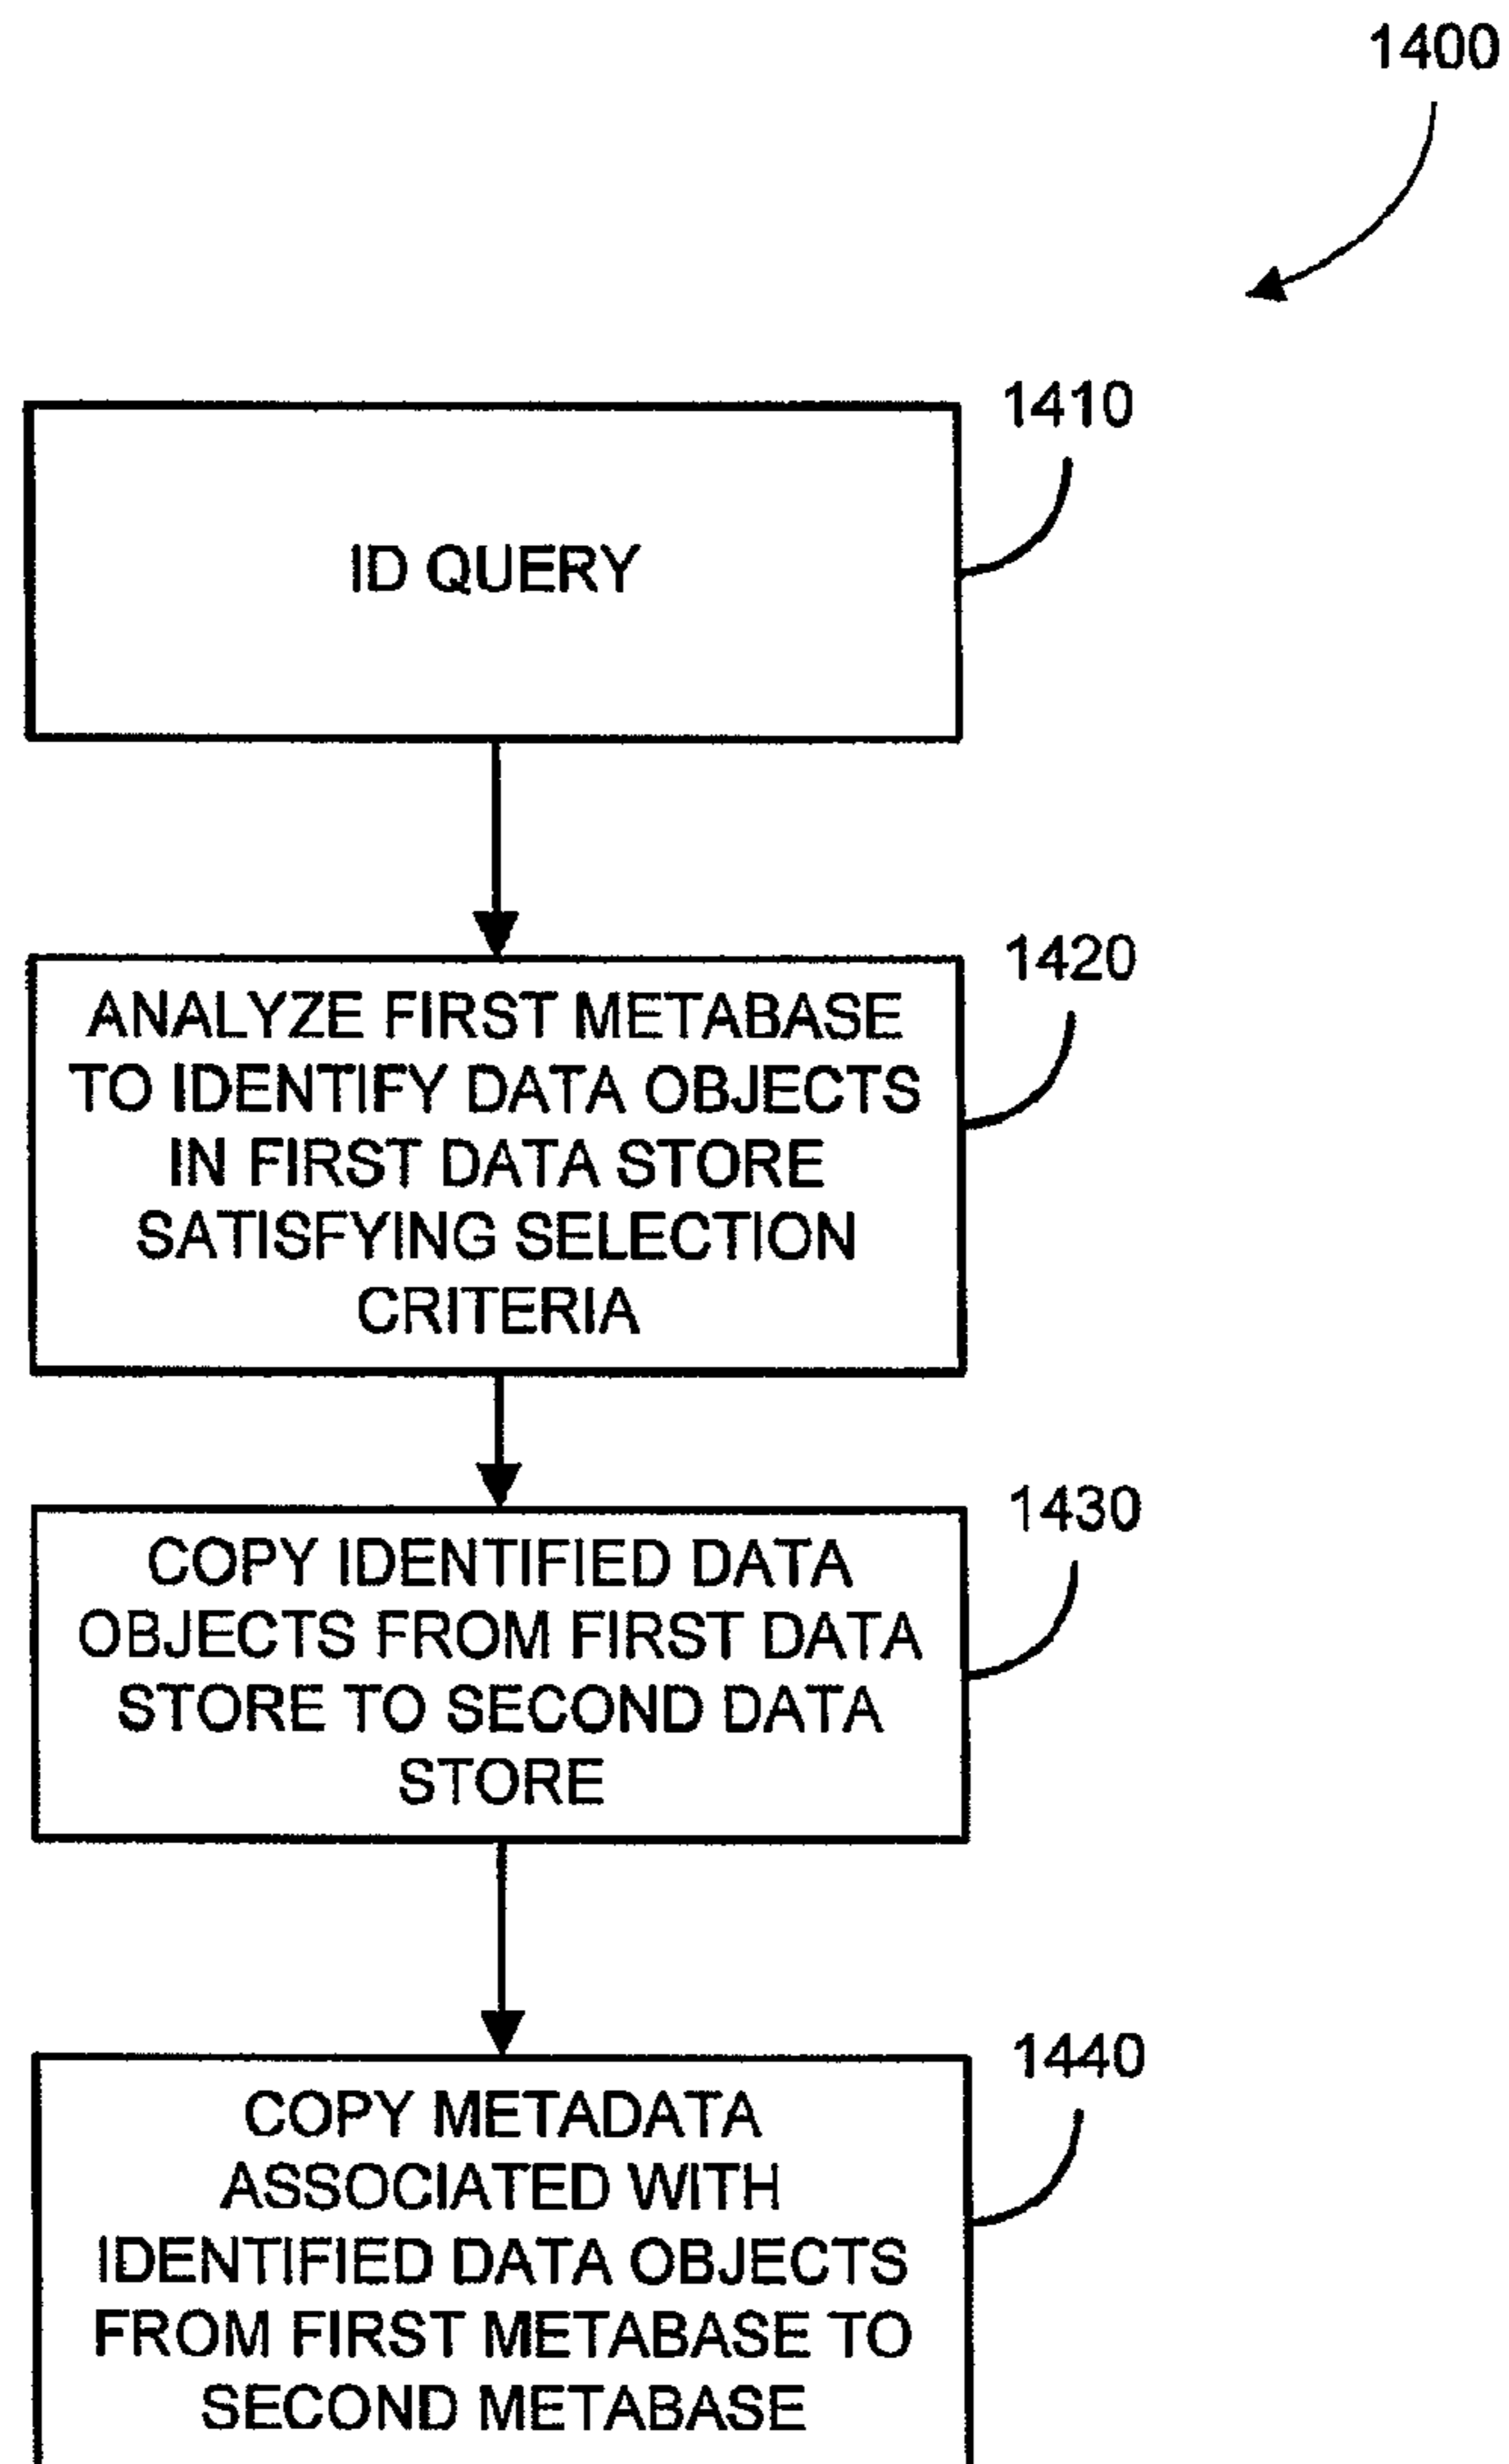 1400
1410
ID QUERY
1420
ANALYZE FIRST METABASE
TO IDENTIFY DATA OBJECTS
IN FIRST DATA STORE
SATISFYING SELECTION
CRITERIA
1430
COPY IDENTIFIED DATA
OBJECTS FROM FIRST DATA
STORE TO SECOND DATA
STORE
1440
COPY METADATA
ASSOCIATED WITH
IDENTIFIED DATA OBJECTS
FROM FIRST METABASE TO
SECOND METABASE